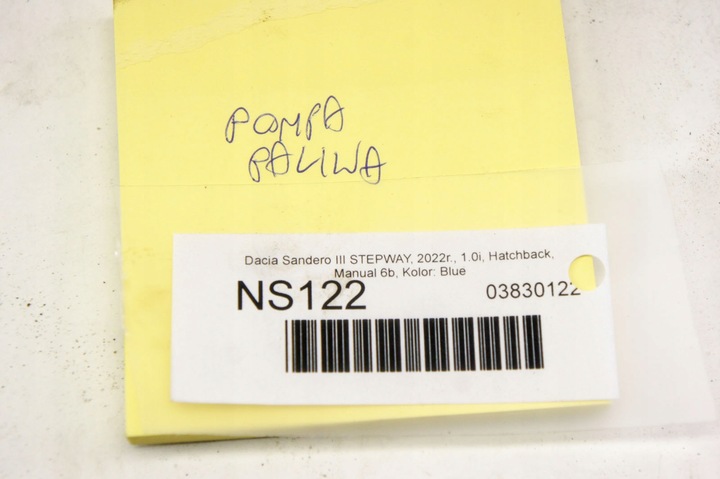 POMPA
PALIWA
Dacia Sandero III STEPWAY, 2022r., 1.0i, Hatchback,
Manual 6b, Kolor: Blue
NS122 03830122